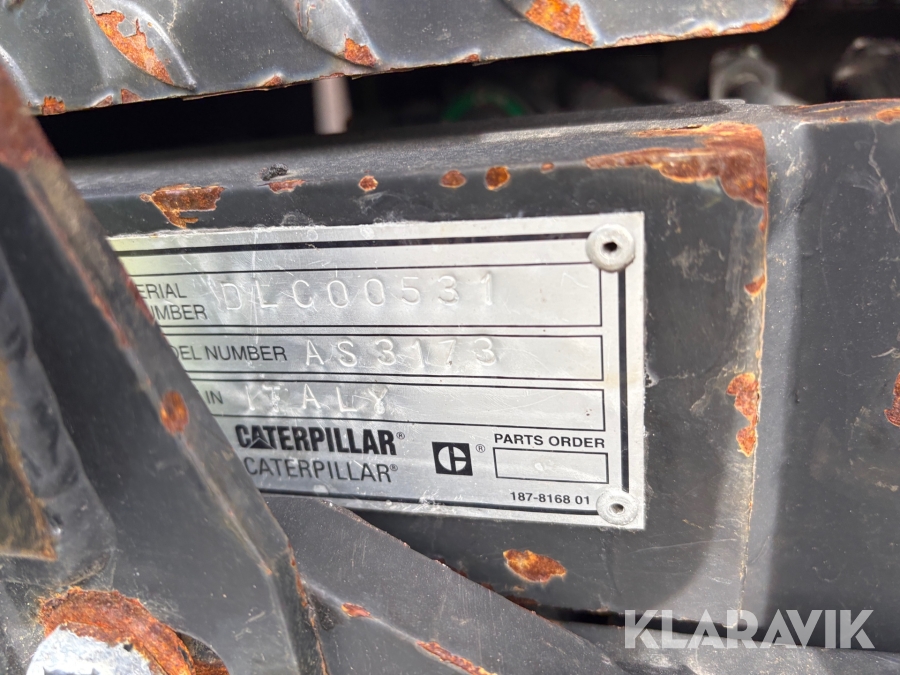 ERIAL
UMBER DLC00531
DEL NUMBER AS3173
IN ITALY
CATERPILLAR®
CATERPILLAR®
C ®
PARTS ORDER
187-8168 01
KLARAVIK